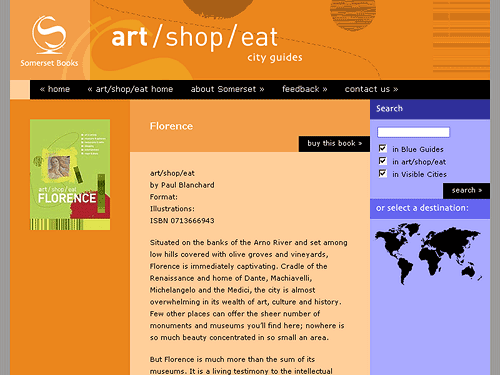 art/shop/eat
city guides
Somerset Books
« home
« art/shop/eat home
about Somerset »
feedback »
contact us »
Search
in Blue Guides
in art/shop/eat
in Visible Cities
search »
or select a destination:
art/shop/eat
FLORENCE
Florence
buy this book »
art/shop/eat
by Paul Blanchard
Format:
Illustrations:
ISBN 0713666943
Situated on the banks of the Arno River and set among
low hills covered with olive groves and vineyards,
Florence is immediately captivating. Cradle of the
Renaissance and home of Dante, Machiavelli,
Michelangelo and the Medici, the city is almost
overwhelming in its wealth of art, culture and history.
Few other places can offer the sheer number of
monuments and museums you'll find here; nowhere is
so much beauty concentrated in so small an area.
But Florence is much more than the sum of its
museums. It is a living testimony to the intellectual